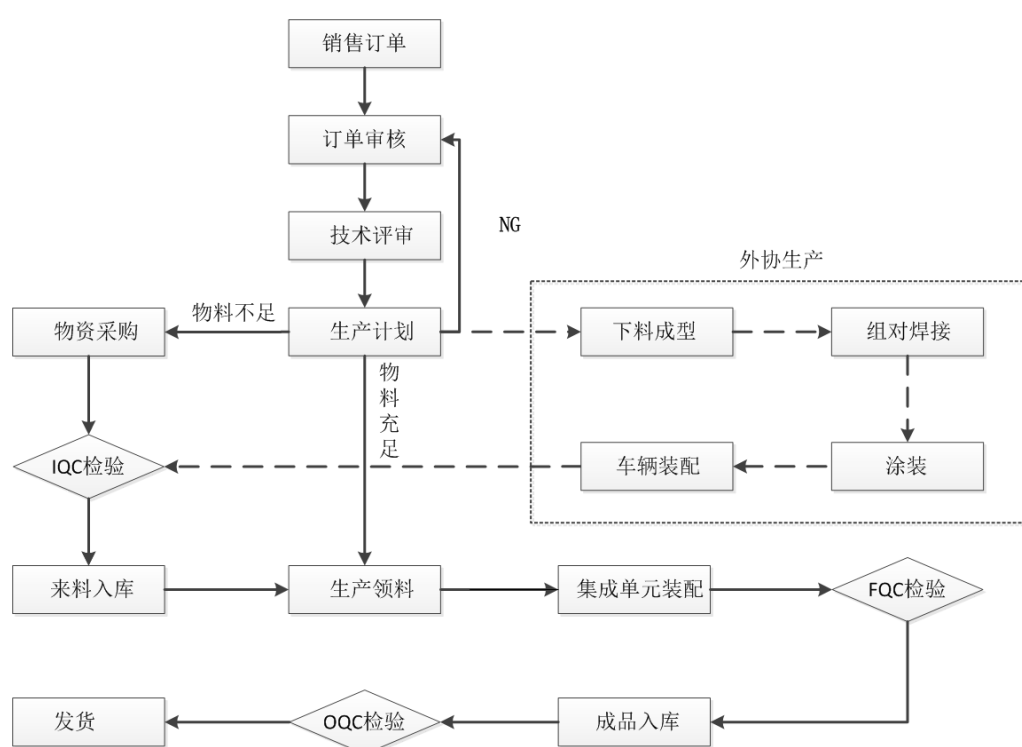 销售订单
订单审核
技术评审
NG
外协生产
物资采购
物料不足
生产计划
下料成型
组对焊接
物料充足
IQC检验
车辆装配
涂装
来料入库
生产领料
集成单元装配
FQC检验
发货
OQC检验
成品入库